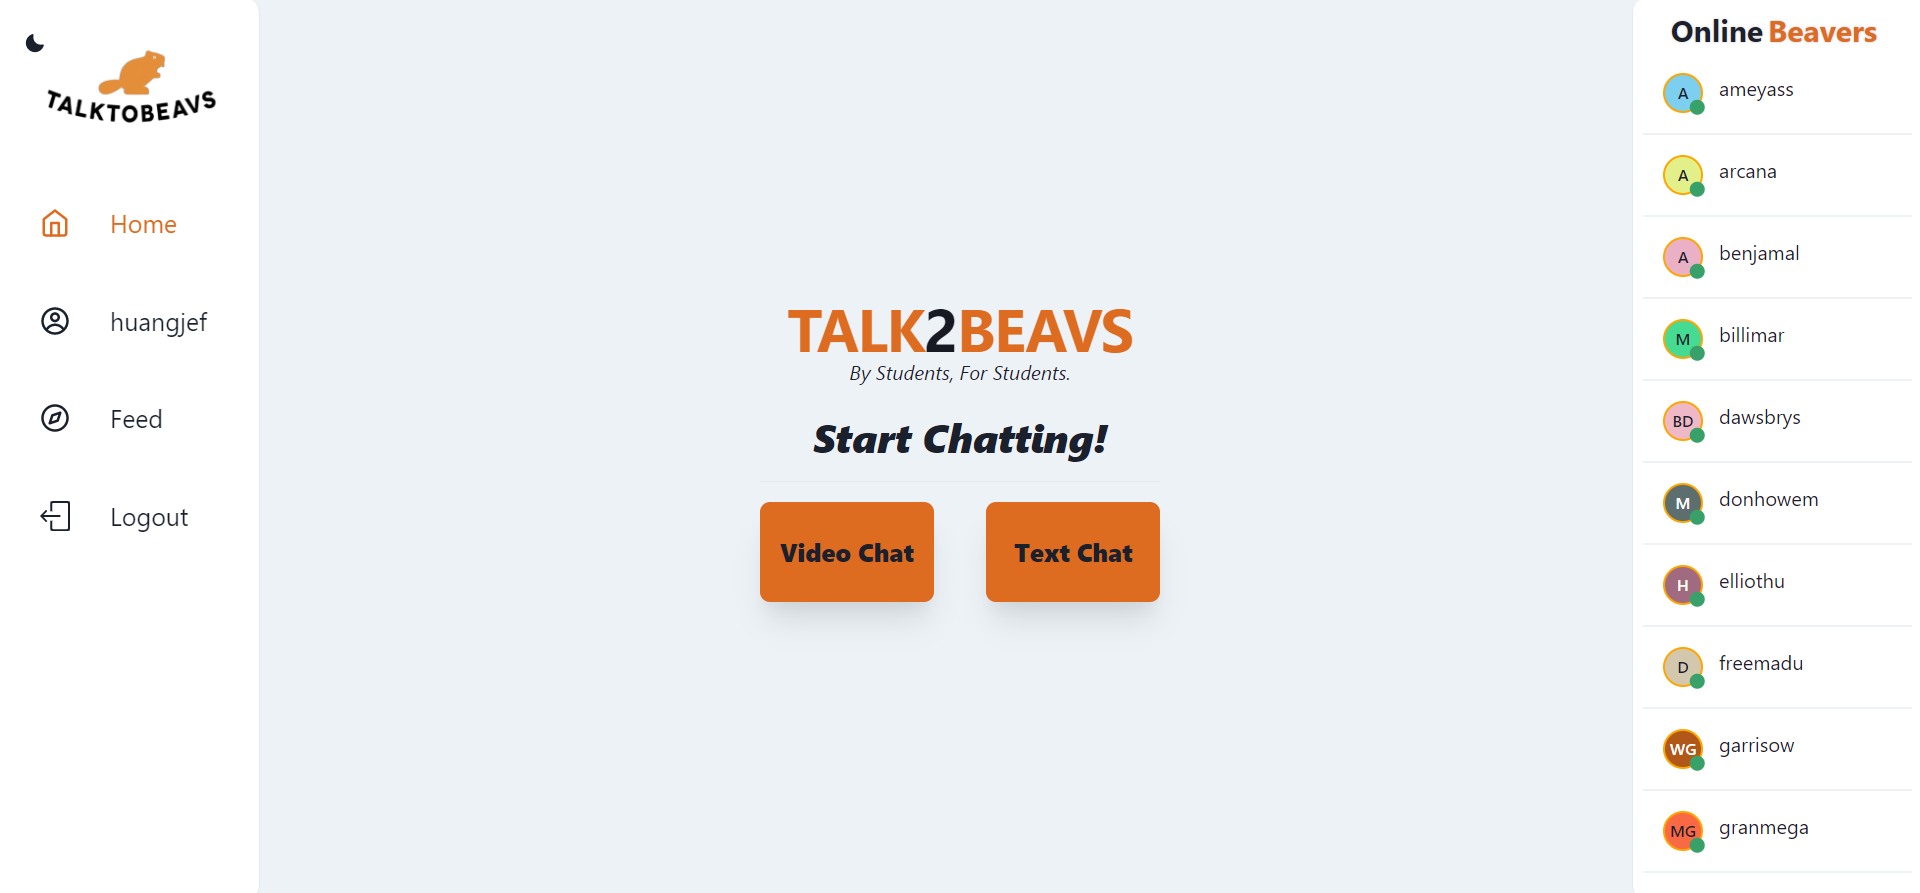 TALKTOBEAVS
Home
huangjef
Feed
Logout
TALK2BEAVS
By Students, For Students.
Start Chatting!
Video Chat
Text Chat
Online Beavers
A
ameyass
A
arcana
A
benjamal
M
billimar
BD
dawsbrys
M
donhowem
H
elliothu
D
freemadu
WG
garrisow
MG
granmega